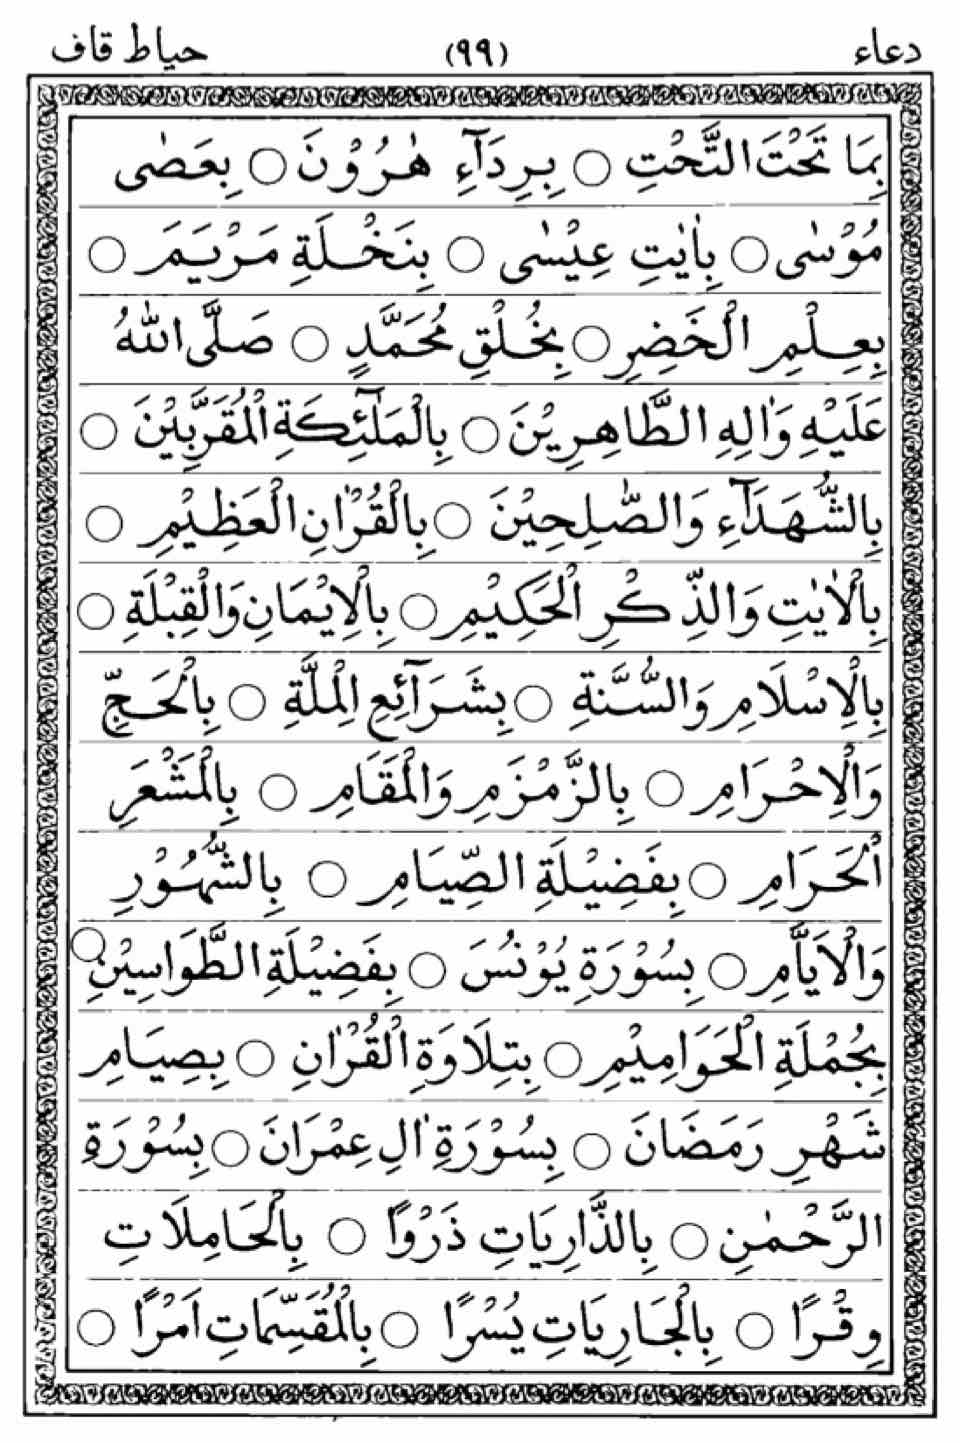 دعاء (۹۹) حیاط قاف
بِمَا تَحْتَ التَّحْتِ ○ بِرِدَآءِ هٰرُوْنَ ○ بِعَصٰى
مُوْسٰى ○ بِاٰيٰتِ عِيْسٰى ○ بِنَخْلَةِ مَرْيَمَ ○
بِعِلْمِ الْخَضِرِ ○ بِخُلْقِ مُحَمَّدٍ ○ صَلَّى اللهُ
عَلَيْهِ وَاٰلِهِ الطَّاهِرِيْنَ ○ بِالْمَلٰٓئِكَةِ الْمُقَرَّبِيْنَ ○
بِالشُّهَدَآءِ وَالصّٰلِحِيْنَ ○ بِالْقُرْاٰنِ الْعَظِيْمِ ○
بِالْاٰيٰتِ وَالذِّكْرِ الْحَكِيْمِ ○ بِالْاِيْمَانِ وَالْقِبْلَةِ ○
بِالْاِسْلَامِ وَالسُّنَّةِ ○ بِشَرَآئِعِ الْمِلَّةِ ○ بِالْحَجِّ
وَالْاِحْرَامِ ○ بِالزَّمْزَمِ وَالْمَقَامِ ○ بِالْمَشْعَرِ
الْحَرَامِ ○ بِفَضِيْلَةِ الصِّيَامِ ○ بِالشُّهُوْرِ
وَالْاَيَّامِ ○ بِسُوْرَةِ يُوْنُسَ ○ بِفَضِيْلَةِ الطَّوَاسِيْنِ ○
بِجُمْلَةِ الْحَوَامِيْمِ ○ بِتِلَاوَةِ الْقُرْاٰنِ ○ بِصِيَامِ
شَهْرِ رَمَضَانَ ○ بِسُوْرَةِ اٰلِ عِمْرَانَ ○ بِسُوْرَةِ
الرَّحْمٰنِ ○ بِالذَّارِيَاتِ ذَرْوًا ○ بِالْحَامِلَاتِ
وِقْرًا ○ بِالْجَارِيَاتِ يُسْرًا ○ بِالْمُقَسِّمَاتِ اَمْرًا ○